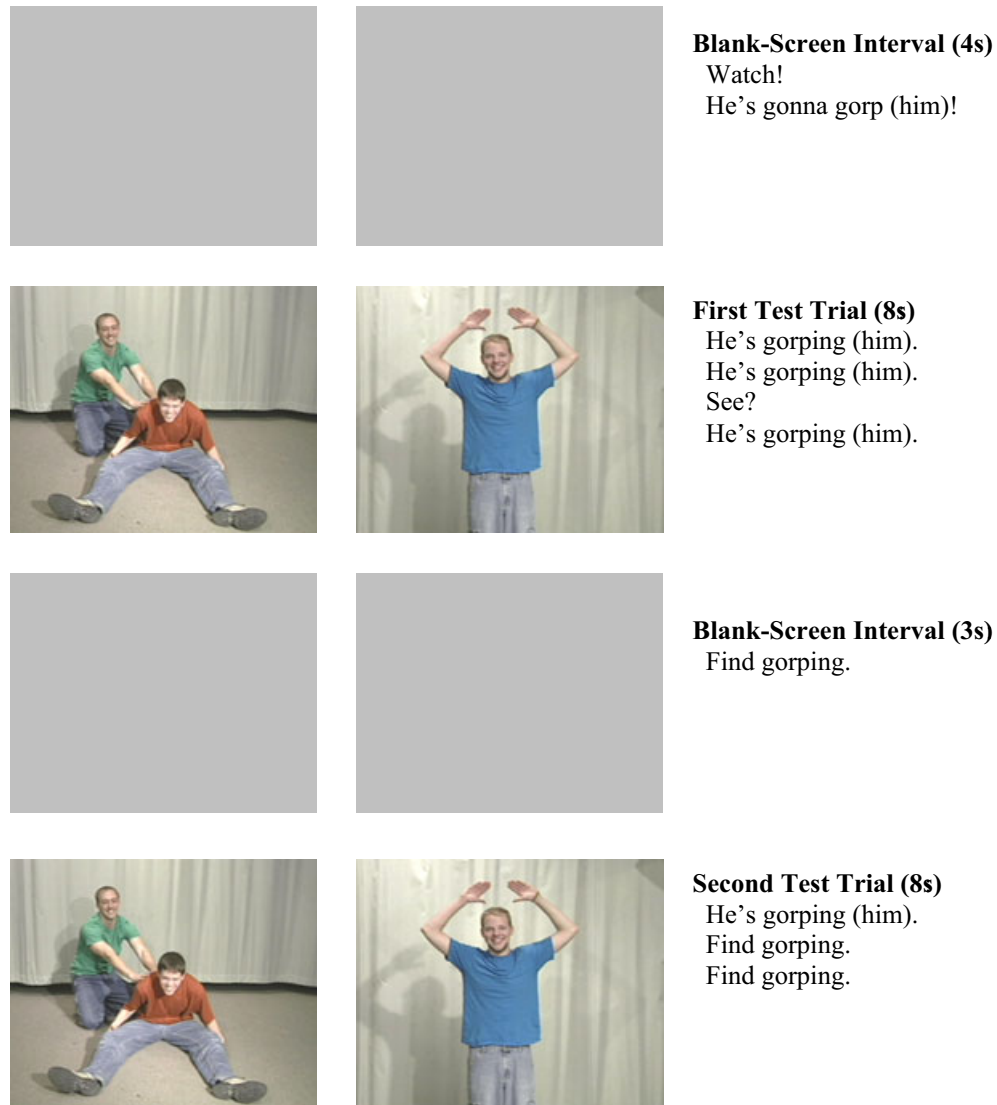 Blank-Screen Interval (4s)
Watch!
He's gonna gorp (him)!
First Test Trial (8s)
He's gorping (him).
He's gorping (him).
See?
He's gorping (him).
Blank-Screen Interval (3s)
Find gorping.
Second Test Trial (8s)
He's gorping (him).
Find gorping.
Find gorping.